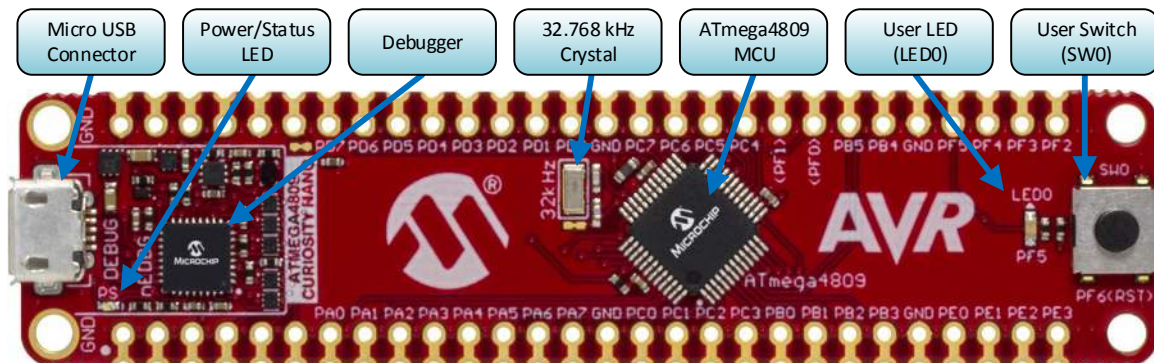 Micro USB
Connector
Power/Status
LED
Debugger
32.768 kHz
Crystal
ATmega4809
MCU
User LED
(LED0)
User Switch
(SW0)
GND
PD6 PD5 PD4 PD3 PD2 PD1 GND PC7 PC6 PC5 PC4 <PF1> <PF0> PB5 PB4 GND PF5 PF4 PF3 PF2
DEBUG
PS
MICROCHIP
ATMEGA4809
CURIOSITY NANO
®
32kHz
MICROCHIP
ATmega4809
AVR
LED0
PF5
SW0
PF6(RST)
GND
PA0 PA1 PA2 PA3 PA4 PA5 PA6 PA7 GND PC0 PC1 PC2 PC3 PB0 PB1 PB2 PB3 GND PE0 PE1 PE2 PE3